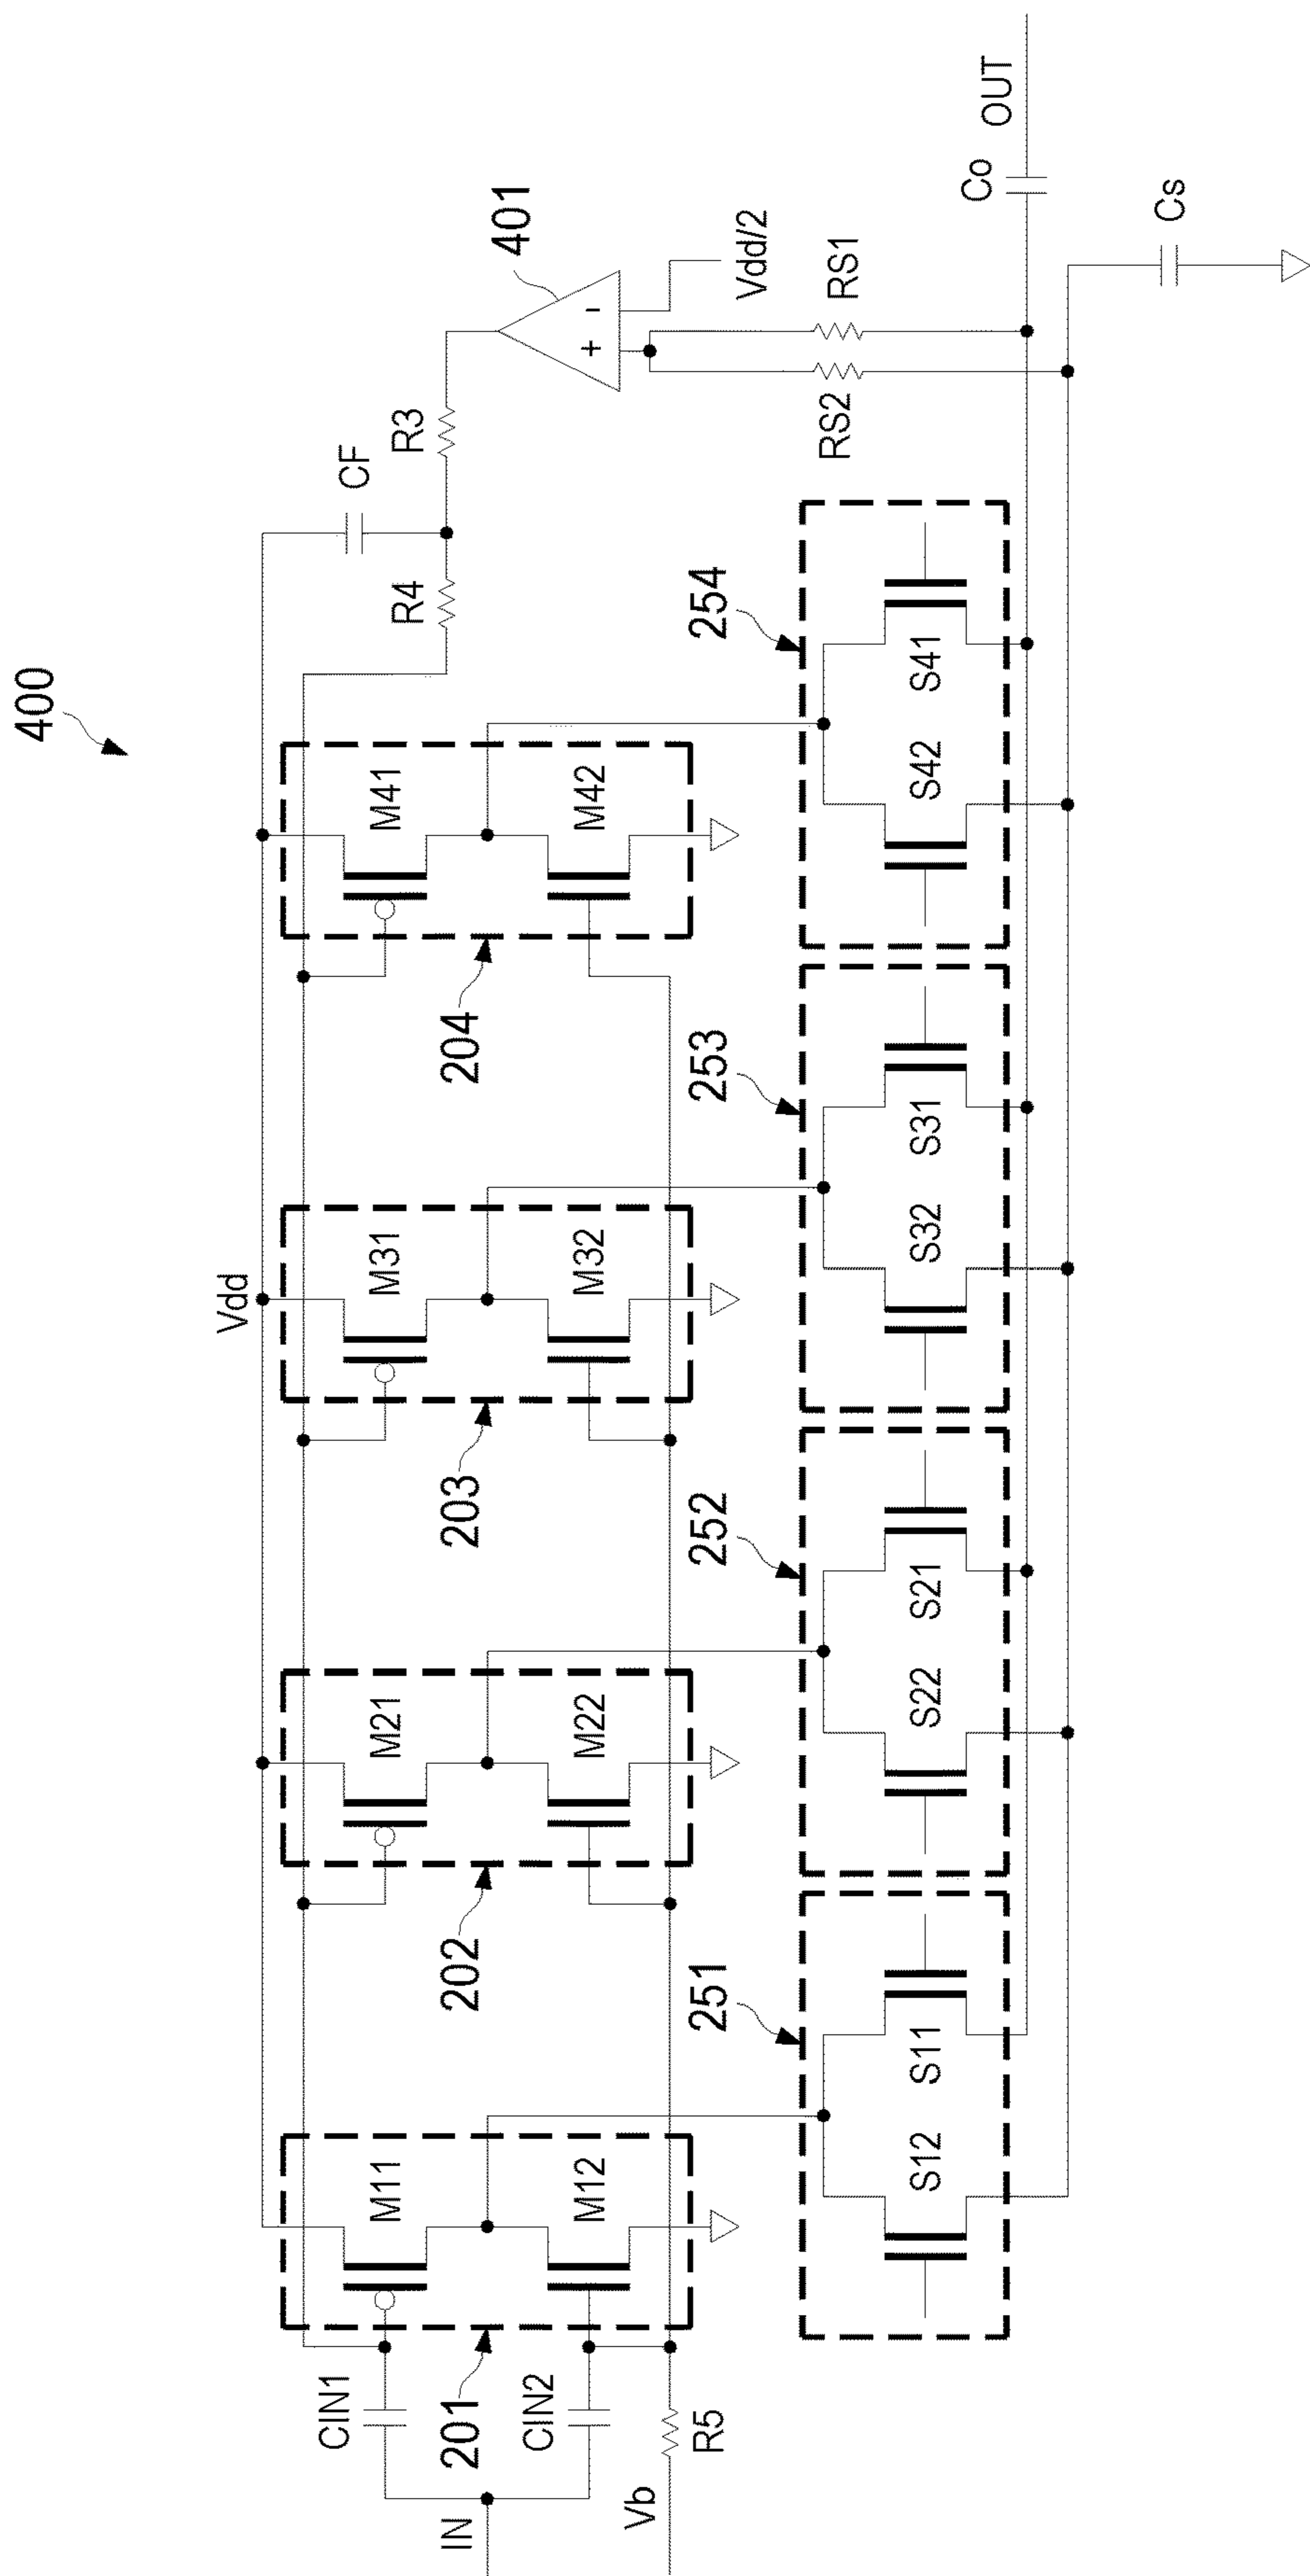 400
Vdd
M11
M21
M31
M41
CF
R4
R3
401
+
-
Vdd/2
CIN1
201
202
203
204
M12
M22
M32
M42
IN
CIN2
Vb
R5
251
252
253
254
RS2
RS1
S12
S11
S22
S21
S32
S31
S42
S41
Co
OUT
Cs